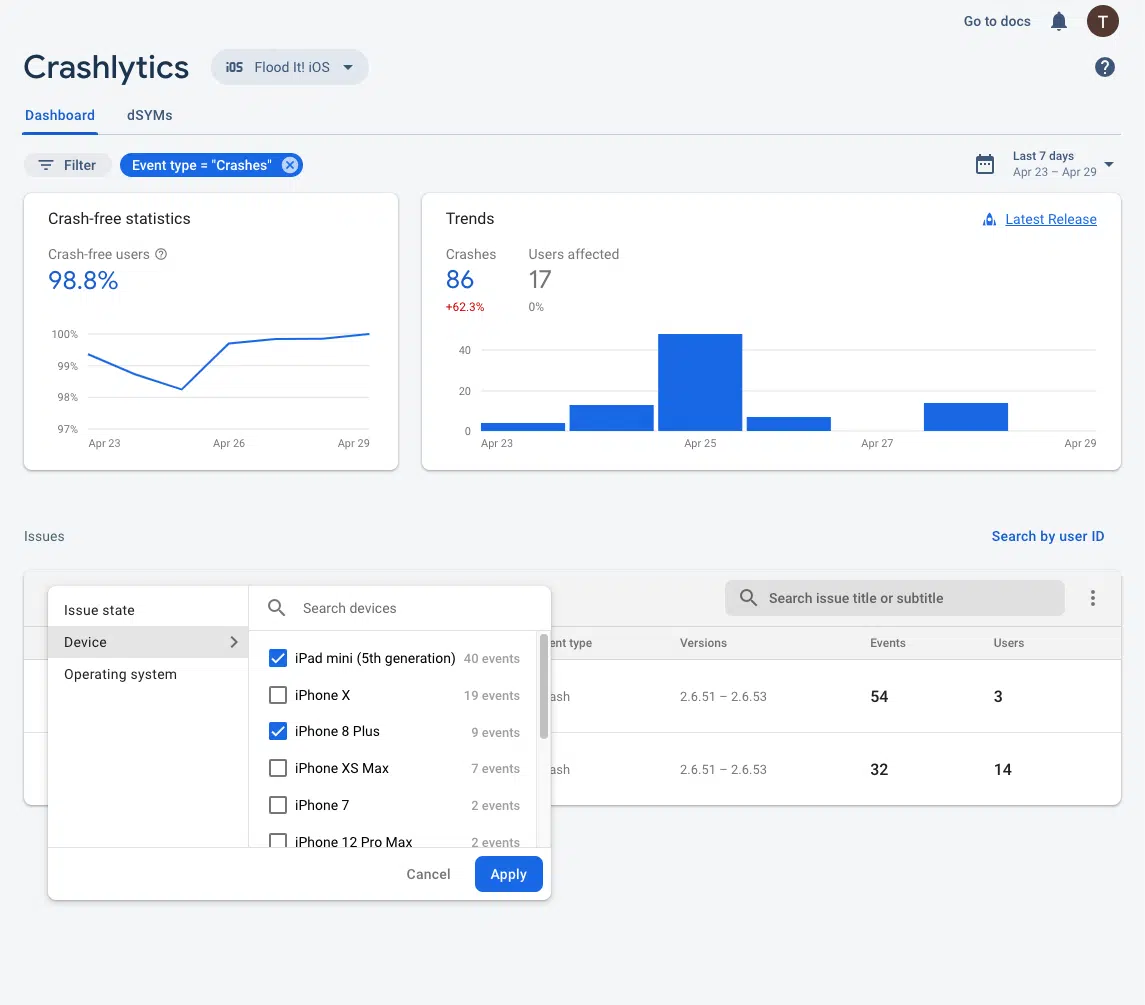 Go to docs
T
Crashlytics
iOS Flood It! iOS
Dashboard dSYMs
Filter Event type = "Crashes"
Last 7 days
Apr 23 – Apr 29
Crash-free statistics
Crash-free users
98.8%
100%
99%
98%
97%
Apr 23 Apr 26 Apr 29
Trends
Latest Release
Crashes Users affected
86 17
+62.3% 0%
40
20
0
Apr 23 Apr 25 Apr 27 Apr 29
Issues
Search by user ID
Search issue title or subtitle
Issue state
Device
Operating system
Search devices
iPad mini (5th generation) 40 events
iPhone X 19 events
iPhone 8 Plus 9 events
iPhone XS Max 7 events
iPhone 7 2 events
iPhone 12 Pro Max 2 events
Cancel Apply
ent type Versions Events Users
ash 2.6.51 – 2.6.53 54 3
ash 2.6.51 – 2.6.53 32 14